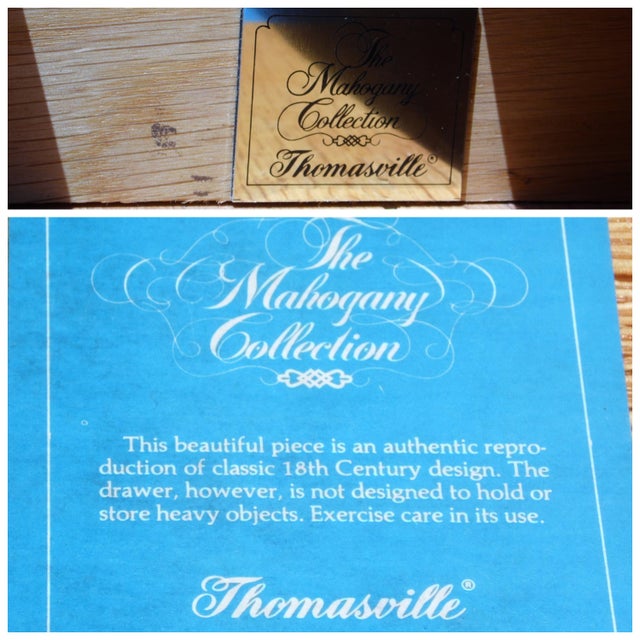 The
Mahogany
Collection
Thomasville®
The
Mahogany
Collection
This beautiful piece is an authentic repro-
duction of classic 18th Century design. The
drawer, however, is not designed to hold or
store heavy objects. Exercise care in its use.
Thomasville®